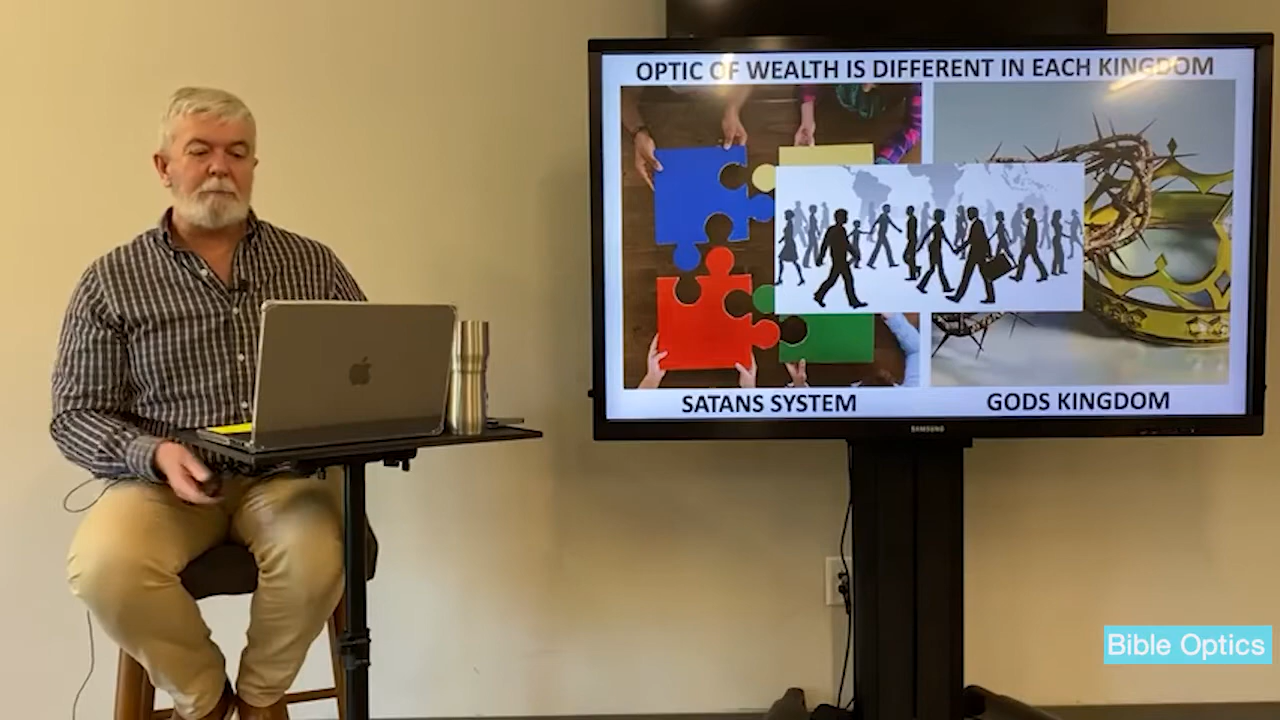 OPTIC OF WEALTH IS DIFFERENT IN EACH KINGDOM
SATANS SYSTEM
GODS KINGDOM
SAMSUNG
Bible Optics